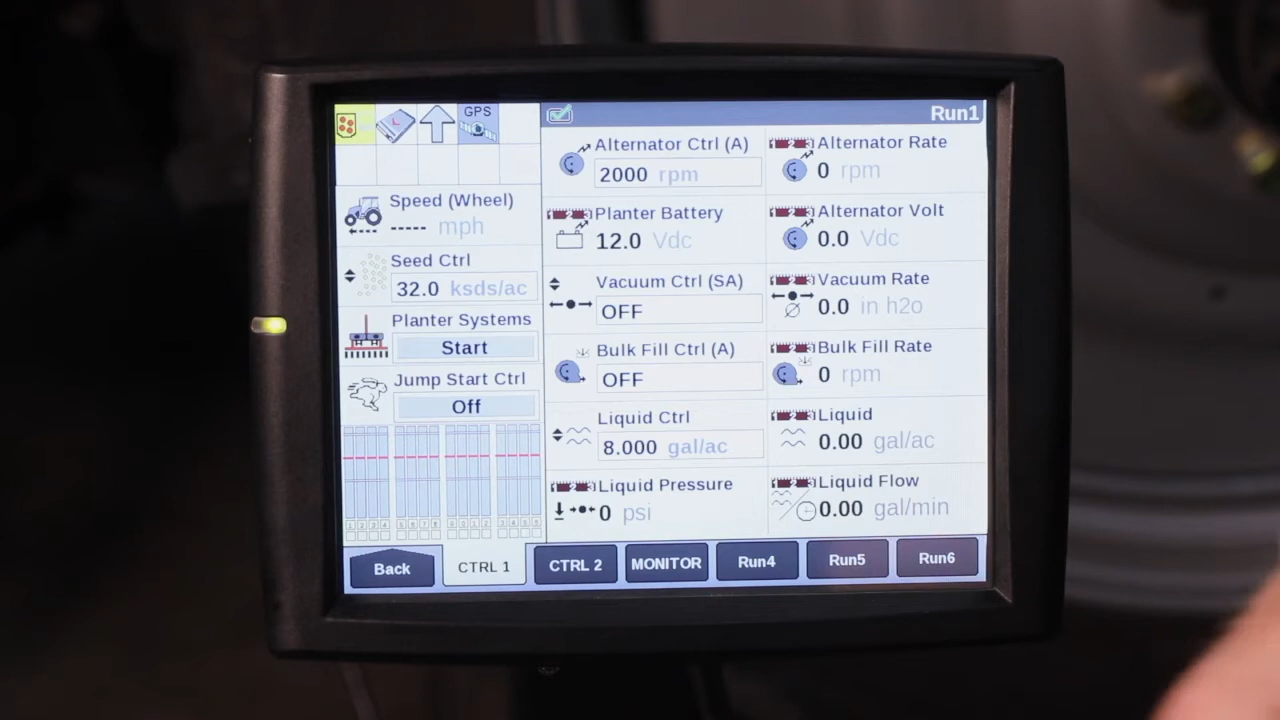 GPS
Run1
Speed (Wheel)
----- mph
Seed Ctrl
32.0 ksds/ac
Planter Systems
Start
Jump Start Ctrl
Off
Alternator Ctrl (A)
2000 rpm
Alternator Rate
0 rpm
Planter Battery
12.0 Vdc
Alternator Volt
0.0 Vdc
Vacuum Ctrl (SA)
OFF
Vacuum Rate
0.0 in h2o
Bulk Fill Ctrl (A)
OFF
Bulk Fill Rate
0 rpm
Liquid Ctrl
8.000 gal/ac
Liquid
0.00 gal/ac
Liquid Pressure
0 psi
Liquid Flow
0.00 gal/min
Back
CTRL 1
CTRL 2
MONITOR
Run4
Run5
Run6